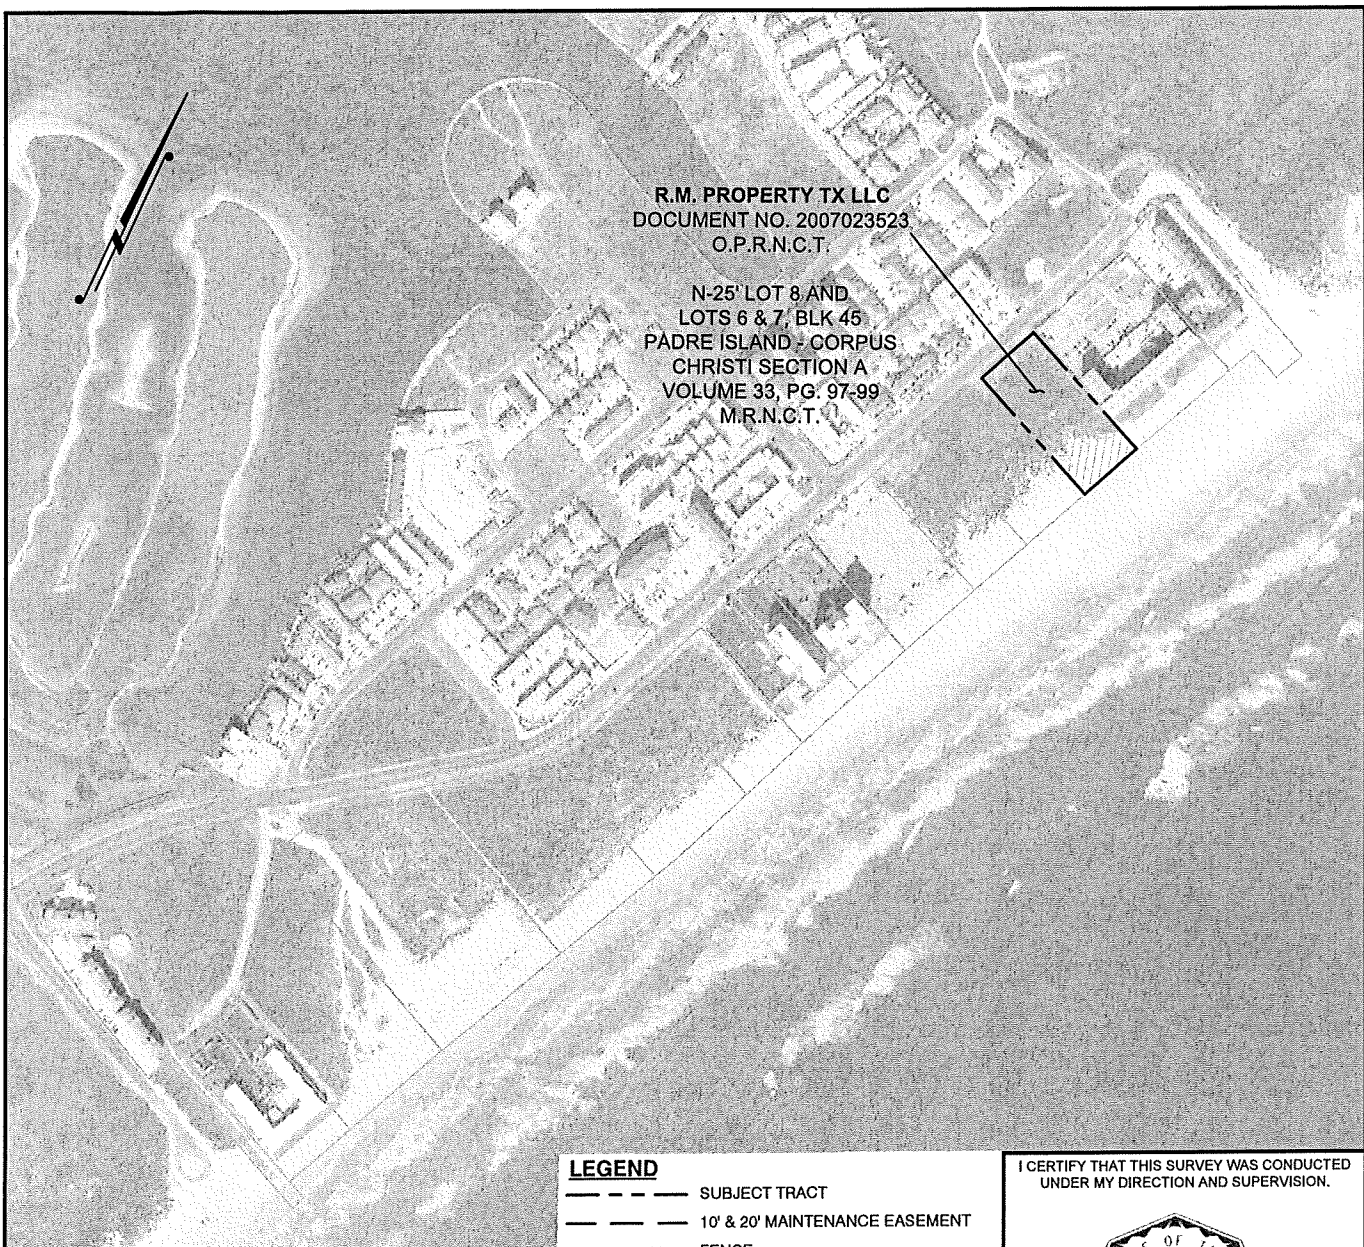 R.M. PROPERTY TX LLC
DOCUMENT NO. 2007023523
O.P.R.N.C.T.
N-25' LOT 8 AND
LOTS 6 & 7, BLK 45
PADRE ISLAND - CORPUS
CHRISTI SECTION A
VOLUME 33, PG. 97-99
M.R.N.C.T.
LEGEND
SUBJECT TRACT
10' & 20' MAINTENANCE EASEMENT
FENCE
I CERTIFY THAT THIS SURVEY WAS CONDUCTED
UNDER MY DIRECTION AND SUPERVISION.
OF